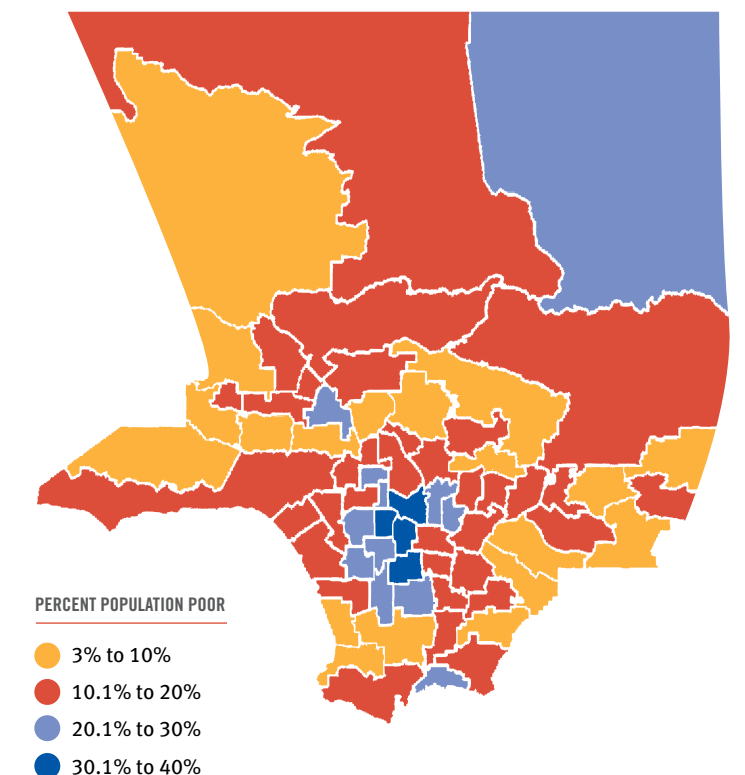 PERCENT POPULATION POOR
3% to 10%
10.1% to 20%
20.1% to 30%
30.1% to 40%